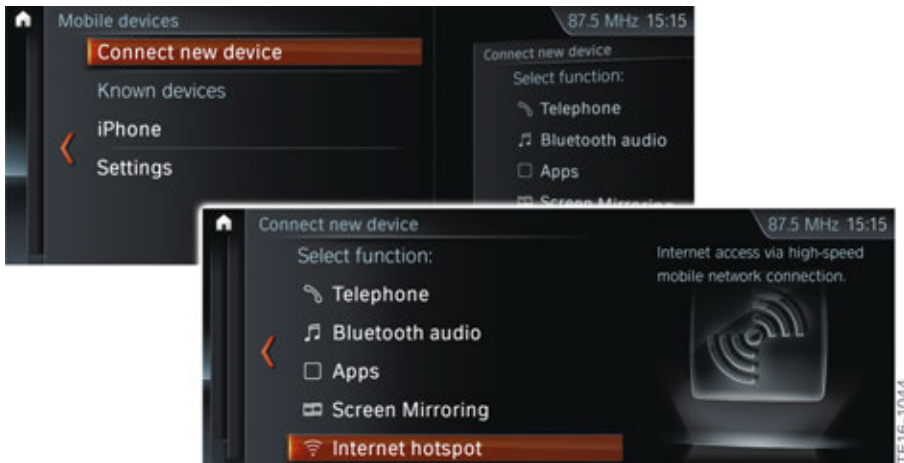 Mobile devices
87.5 MHz 15:15
Connect new device
Known devices
iPhone
Settings
Connect new device
Select function:
Telephone
Bluetooth audio
Apps
Screen Mirroring
Connect new device
87.5 MHz 15:15
Select function:
Telephone
Bluetooth audio
Apps
Screen Mirroring
Internet hotspot
Internet access via high-speed
mobile network connection.
TE16-1044